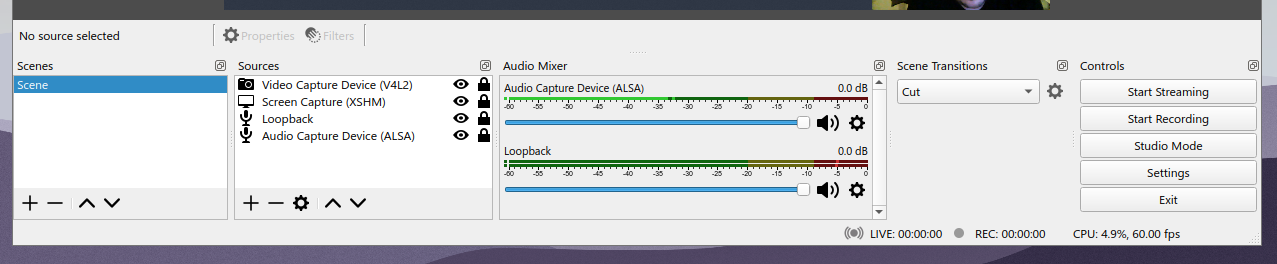 No source selected
Properties
Filters
Scenes
Scene
Sources
Video Capture Device (V4L2)
Screen Capture (XSHM)
Loopback
Audio Capture Device (ALSA)
Audio Mixer
Audio Capture Device (ALSA) 0.0 dB
-60 -55 -50 -45 -40 -35 -30 -25 -20 -15 -10 -5 0
Loopback 0.0 dB
-60 -55 -50 -45 -40 -35 -30 -25 -20 -15 -10 -5 0
Scene Transitions
Cut
Controls
Start Streaming
Start Recording
Studio Mode
Settings
Exit
LIVE: 00:00:00 REC: 00:00:00 CPU: 4.9%, 60.00 fps